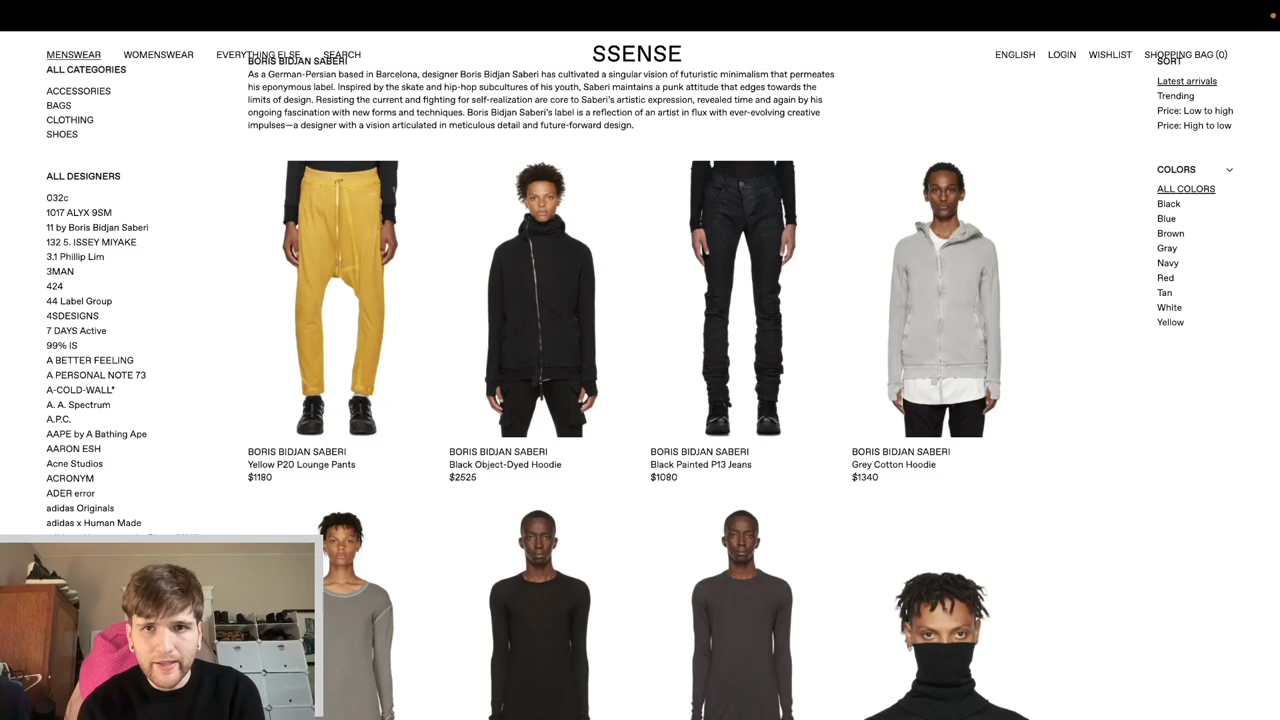 MENSWEAR WOMENSWEAR EVERYTHING ELSE SEARCH
SSENSE
ENGLISH LOGIN WISHLIST SHOPPING BAG (0)
ALL CATEGORIES
ACCESSORIES
BAGS
CLOTHING
SHOES
ALL DESIGNERS
032c
1017 ALYX 9SM
11 by Boris Bidjan Saberi
132 5. ISSEY MIYAKE
3.1 Phillip Lim
3MAN
424
44 Label Group
4SDESIGNS
7 DAYS Active
99% IS
A BETTER FEELING
A PERSONAL NOTE 73
A-COLD-WALL*
A. A. Spectrum
A.P.C.
AAPE by A Bathing Ape
AARON ESH
Acne Studios
ACRONYM
ADER error
adidas Originals
adidas x Human Made
BORIS BIDJAN SABERI
As a German-Persian based in Barcelona, designer Boris Bidjan Saberi has cultivated a singular vision of futuristic minimalism that permeates
his eponymous label. Inspired by the skate and hip-hop subcultures of his youth, Saberi maintains a punk attitude that edges towards the
limits of design. Resisting the current and fighting for self-realization are core to Saberi's artistic expression, revealed time and again by his
ongoing fascination with new forms and techniques. Boris Bidjan Saberi's label is a reflection of an artist in flux with ever-evolving creative
impulses—a designer with a vision articulated in meticulous detail and future-forward design.
BORIS BIDJAN SABERI
Yellow P20 Lounge Pants
$1180
BORIS BIDJAN SABERI
Black Object-Dyed Hoodie
$2525
BORIS BIDJAN SABERI
Black Painted P13 Jeans
$1080
BORIS BIDJAN SABERI
Grey Cotton Hoodie
$1340
SORT
Latest arrivals
Trending
Price: Low to high
Price: High to low
COLORS
ALL COLORS
Black
Blue
Brown
Gray
Navy
Red
Tan
White
Yellow